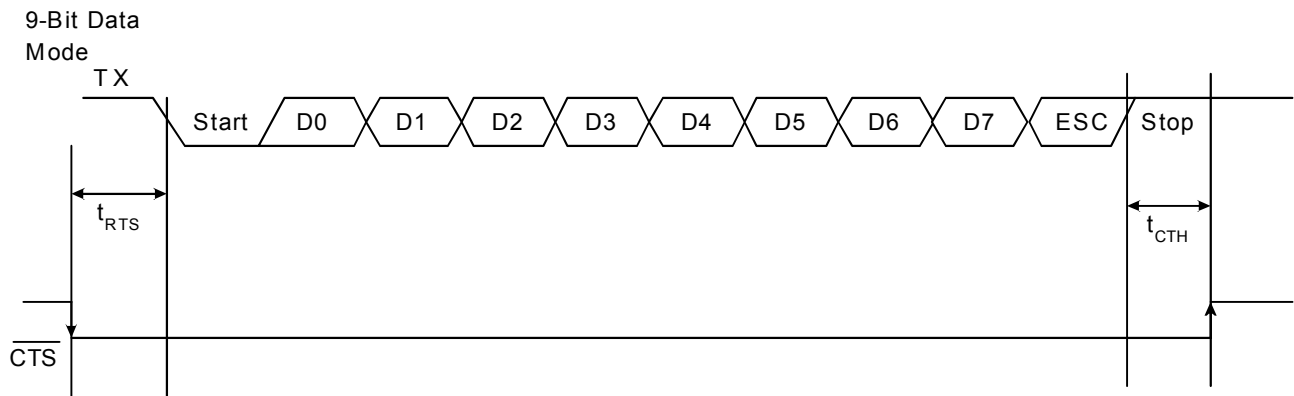 9-Bit Data
Mode
TX
Start D0 D1 D2 D3 D4 D5 D6 D7 ESC Stop
tRTS
tCTH
CTS